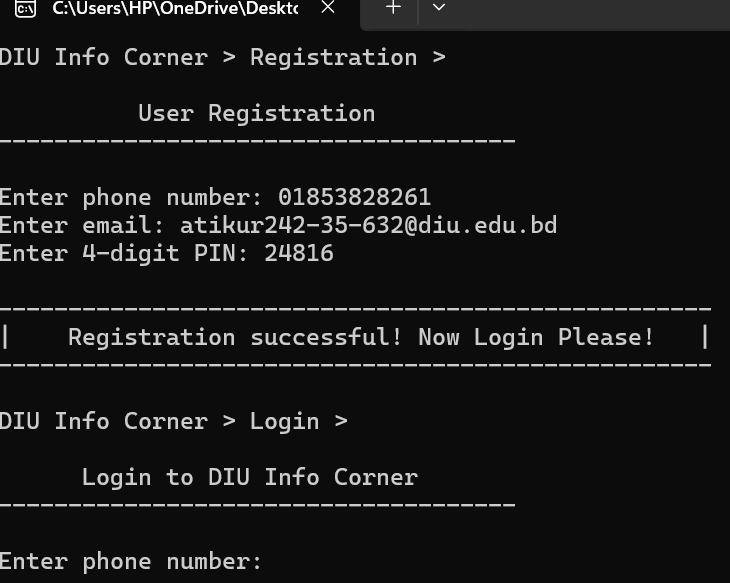 C:\Users\HP\OneDrive\Deskto
DIU Info Corner > Registration >
User Registration
-------------------------------------
Enter phone number: 01853828261
Enter email: atikur242-35-632@diu.edu.bd
Enter 4-digit PIN: 24816
---------------------------------------------------
|    Registration successful! Now Login Please!   |
---------------------------------------------------
DIU Info Corner > Login >
Login to DIU Info Corner
-------------------------------------
Enter phone number: